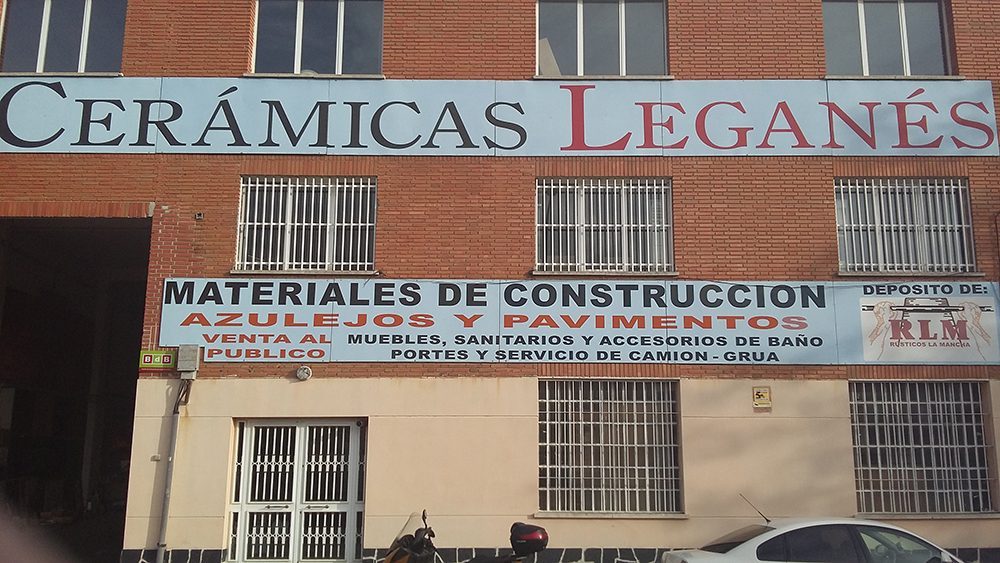 CERÁMICAS LEGANÉS
MATERIALES DE CONSTRUCCION
AZULEJOS Y PAVIMENTOS
VENTA AL PUBLICO
MUEBLES, SANITARIOS Y ACCESORIOS DE BAÑO
PORTES Y SERVICIO DE CAMION - GRUA
DEPOSITO DE:
RLM
RUSTICOS LA MANCHA
BdB